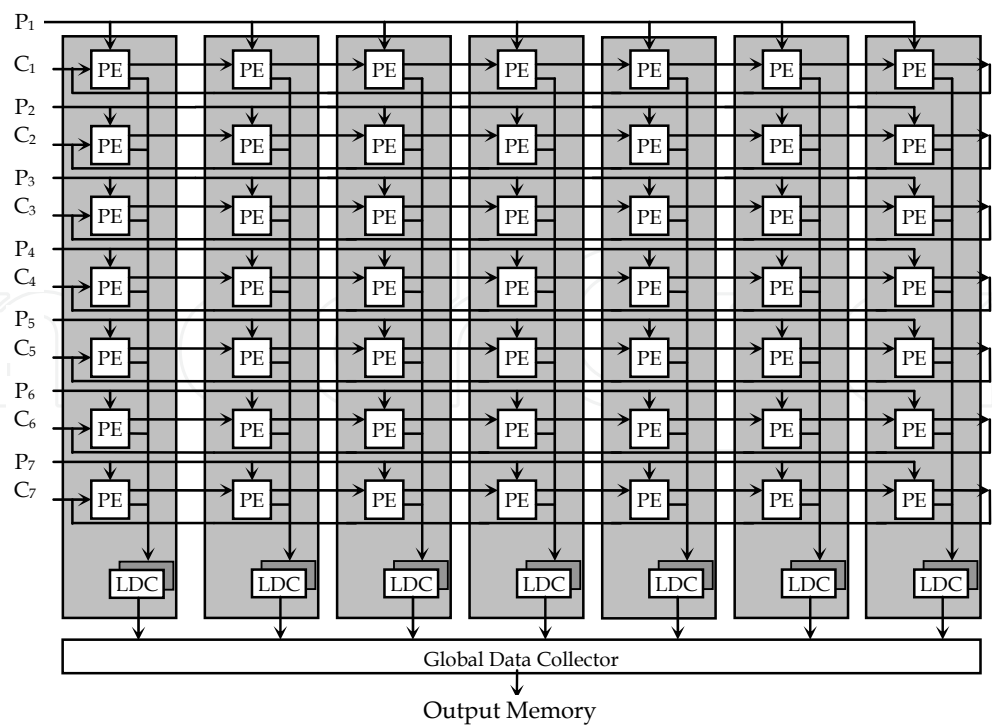 P1
C1 PE PE PE PE PE PE PE
P2
C2 PE PE PE PE PE PE PE
P3
C3 PE PE PE PE PE PE PE
P4
C4 PE PE PE PE PE PE PE
P5
C5 PE PE PE PE PE PE PE
P6
C6 PE PE PE PE PE PE PE
P7
C7 PE PE PE PE PE PE PE
LDC LDC LDC LDC LDC LDC LDC
Global Data Collector
Output Memory